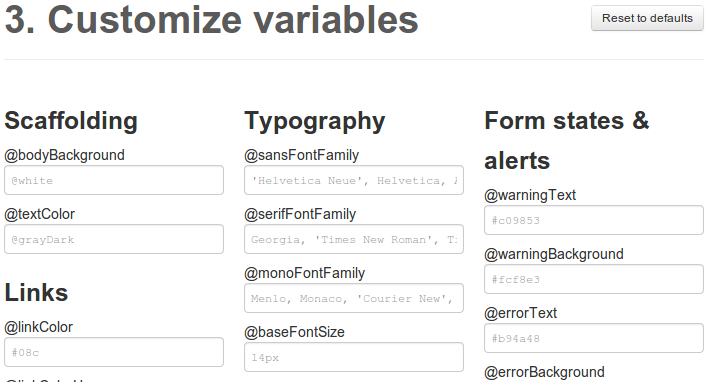 3. Customize variables
Reset to defaults
Scaffolding
@bodyBackground
@white
@textColor
@grayDark
Links
@linkColor
#08c
Typography
@sansFontFamily
'Helvetica Neue', Helvetica,
@serifFontFamily
Georgia, 'Times New Roman', T
@monoFontFamily
Menlo, Monaco, 'Courier New',
@baseFontSize
14px
Form states &
alerts
@warningText
#c09853
@warningBackground
#fcf8e3
@errorText
#b94a48
@errorBackground